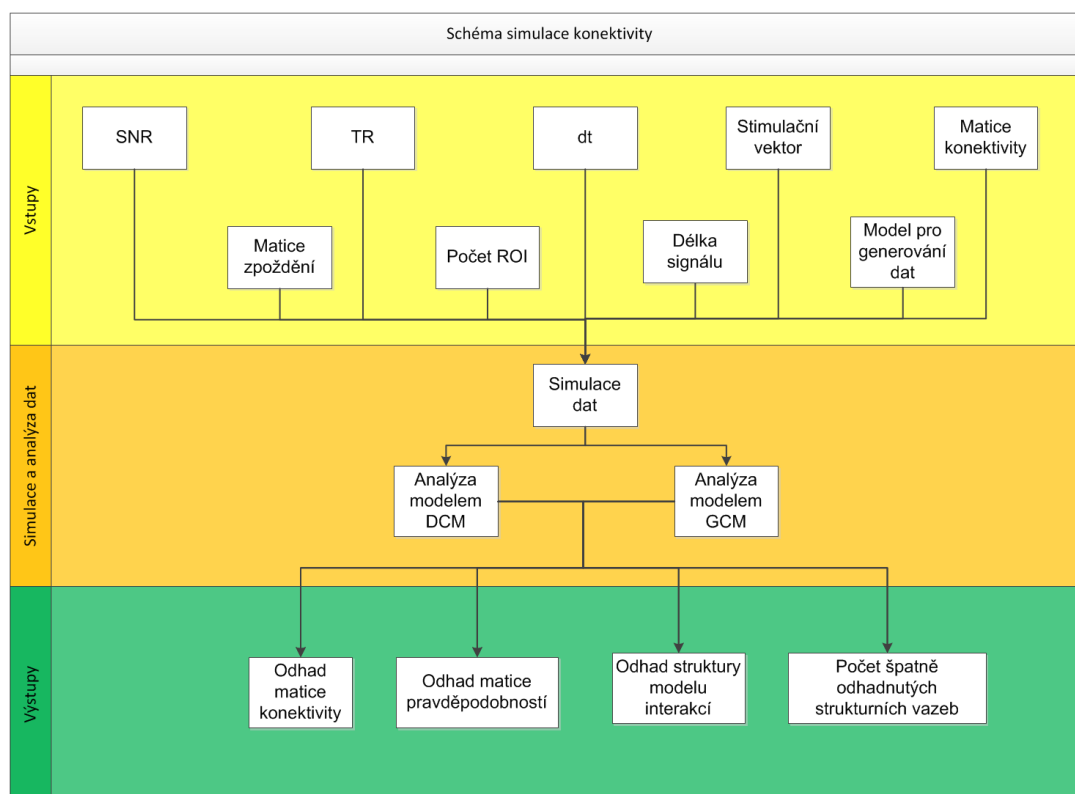 Schéma simulace konektivity
Vstupy
SNR
TR
dt
Stimulační
vektor
Matice
konektivity
Matice
zpoždění
Počet ROI
Délka
signálu
Model pro
generování
dat
Simulace a analýza dat
Simulace
dat
Analýza
modelem
DCM
Analýza
modelem
GCM
Výstupy
Odhad
matice
konektivity
Odhad matice
pravděpodobností
Odhad struktury
modelu
interakcí
Počet špatně
odhadnutých
strukturních vazeb